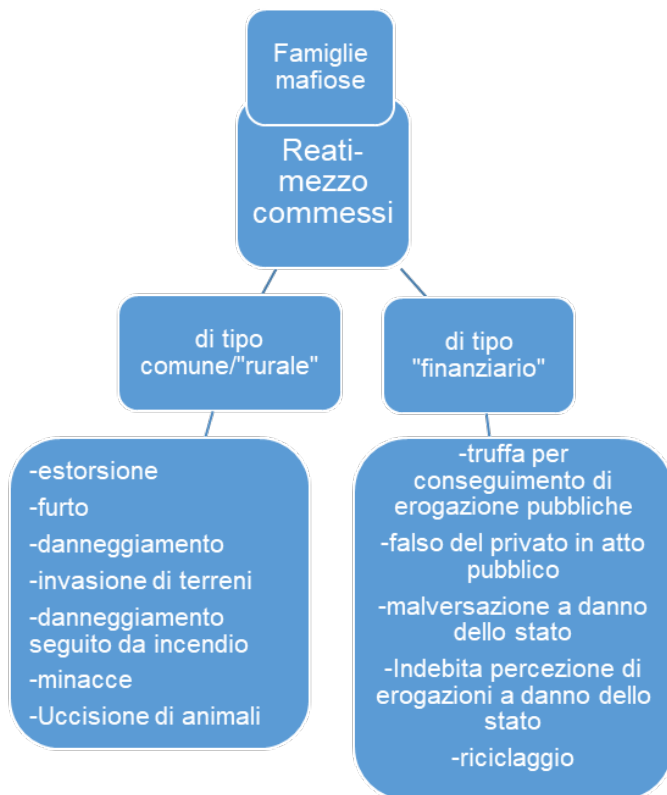 Famiglie
mafiose
Reati-
mezzo
commessi
di tipo
comune/"rurale"
di tipo
"finanziario"
-estorsione
-furto
-danneggiamento
-invasione di terreni
-danneggiamento
seguito da incendio
-minacce
-Uccisione di animali
-truffa per
conseguimento di
erogazione pubbliche
-falso del privato in atto
pubblico
-malversazione a danno
dello stato
-Indebita percezione di
erogazioni a danno dello
stato
-riciclaggio